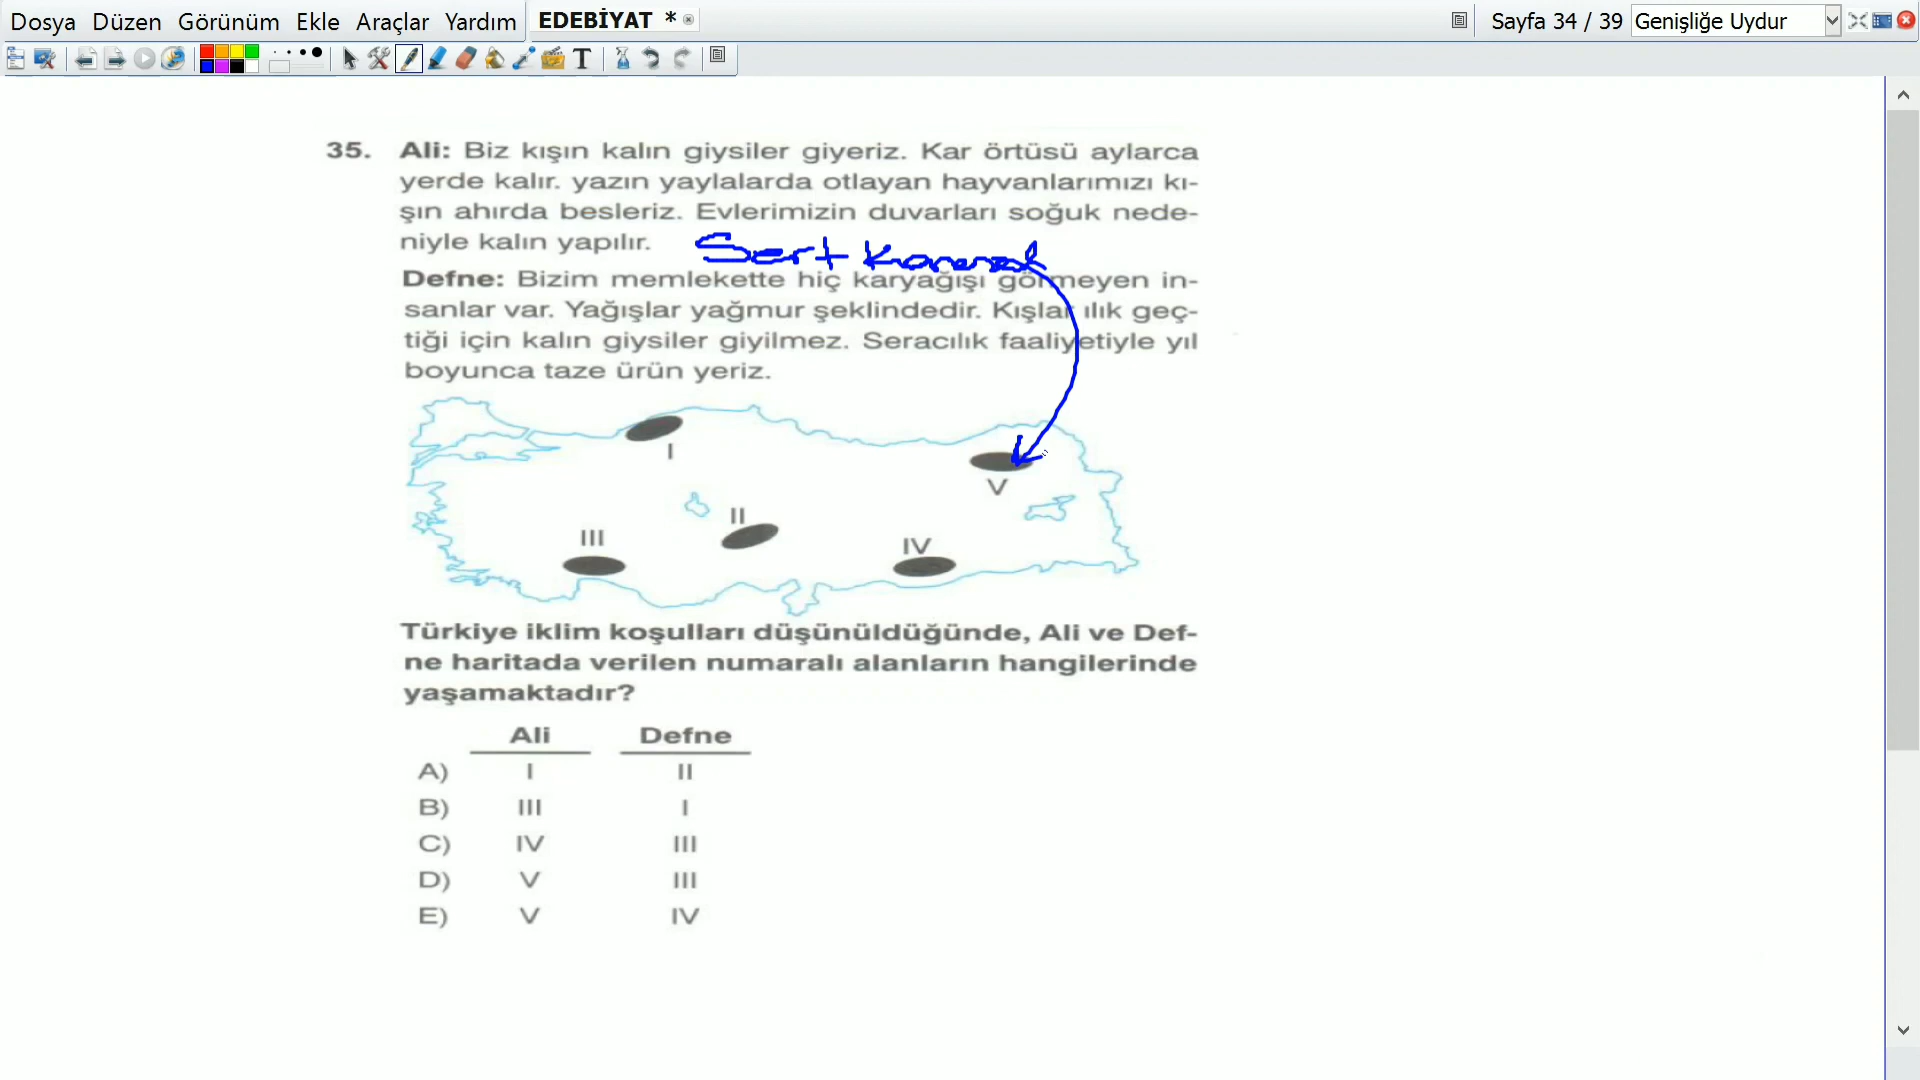 Dosya Düzen Görünüm Ekle Araçlar Yardım EDEBİYAT * Sayfa 34 / 39 Genişliğe Uydur
35. Ali: Biz kışın kalın giysiler giyeriz. Kar örtüsü aylarca
yerde kalır. yazın yaylalarda otlayan hayvanlarımızı kı-
şın ahırda besleriz. Evlerimizin duvarları soğuk nede-
niyle kalın yapılır.
Sert Karasal
Defne: Bizim memlekette hiç karyağışı görmeyen in-
sanlar var. Yağışlar yağmur şeklindedir. Kışlar ılık geç-
tiği için kalın giysiler giyilmez. Seracılık faaliyetiyle yıl
boyunca taze ürün yeriz.
I
V
II
III
IV
Türkiye iklim koşulları düşünüldüğünde, Ali ve Def-
ne haritada verilen numaralı alanların hangilerinde
yaşamaktadır?
Ali Defne
A) I II
B) III I
C) IV III
D) V III
E) V IV